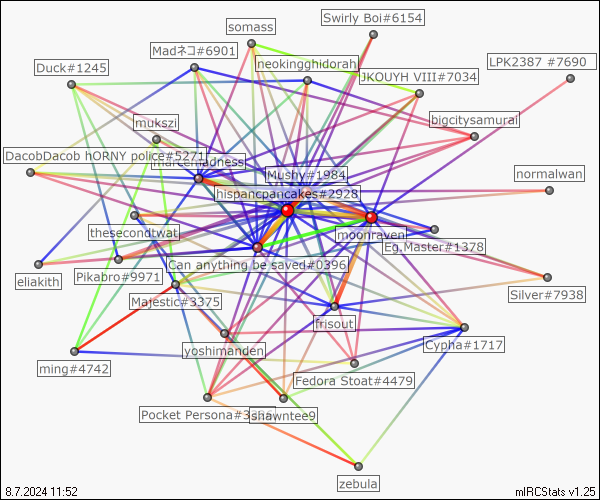 somass
Swirly Boi#6154
Madネコ#6901
neokingghidorah
Duck#1245
JKOUYH VIII#7034
LPK2387 #7690
mukszi
bigcitysamurai
DacobDacob hORNY police#5271
marcemadness
Mushy#1984
normalwan
hispancpancakes#2928
thesecondtwat
moonraven
Eg.Master#1378
Can anything be saved#0396
eliakith
Pikabro#9971
Silver#7938
Majestic#3375
frisout
Cypha#1717
yoshimanden
ming#4742
Fedora Stoat#4479
Pocket Persona#3
shawntee9
zebula
8.7.2024 11:52
mIRCStats v1.25